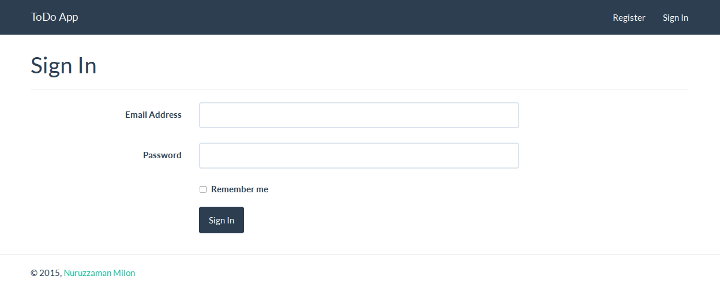 ToDo App Register Sign In
Sign In
Email Address
Password
Remember me
Sign In
© 2015, Nuruzzaman Milon